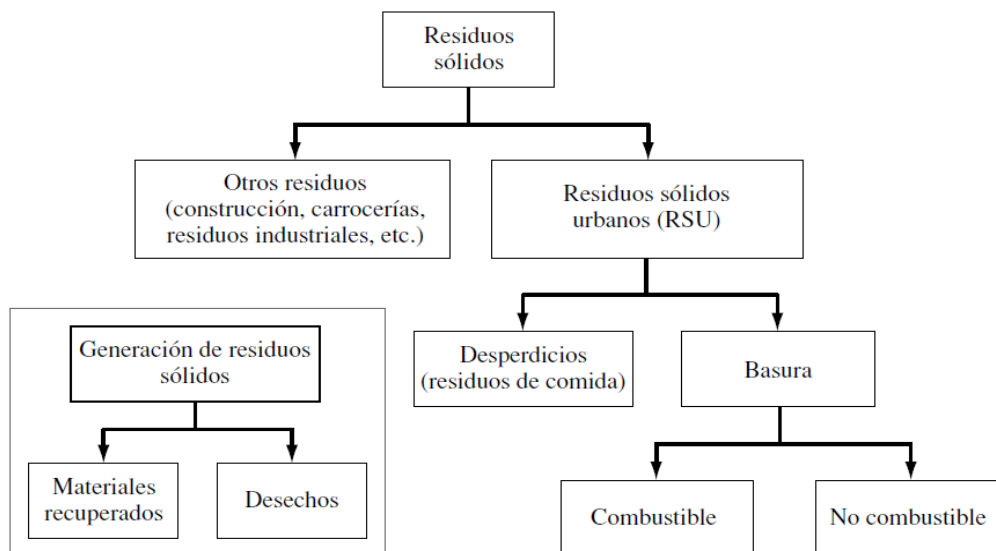 Residuos
sólidos
Otros residuos
(construcción, carrocerías,
residuos industriales, etc.)
Residuos sólidos
urbanos (RSU)
Generación de residuos
sólidos
Desperdicios
(residuos de comida)
Basura
Materiales
recuperados
Desechos
Combustible
No combustible